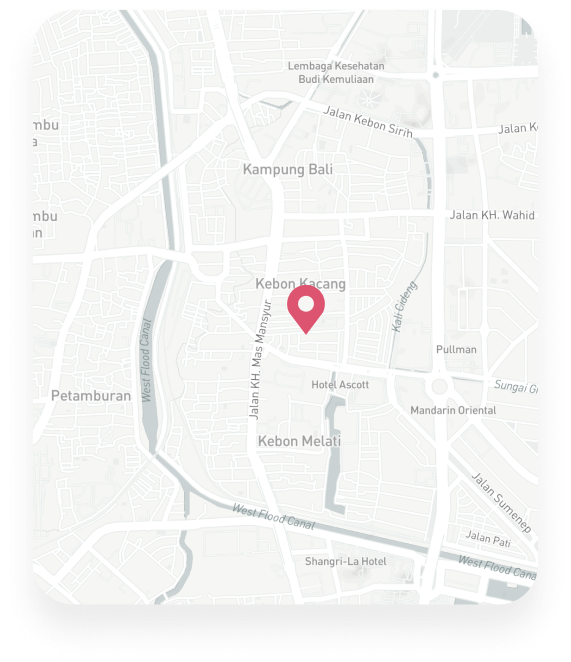 Lembaga Kesehatan
Budi Kemuliaan
Jalan Kebon Sirih
Jalan K
mbu
a
Kampung Bali
Jalan KH. Wahid
mbu
an
Kebon Kacang
Kali Cideng
Jalan KH. Mas Mansyur
West Flood Canal
Pullman
Hotel Ascott
Sungai G
Petamburan
Mandarin Oriental
Kebon Melati
Jalan Sumenep
West Flood Canal
Jalan Pati
Shangri-La Hotel
West Flood Cana